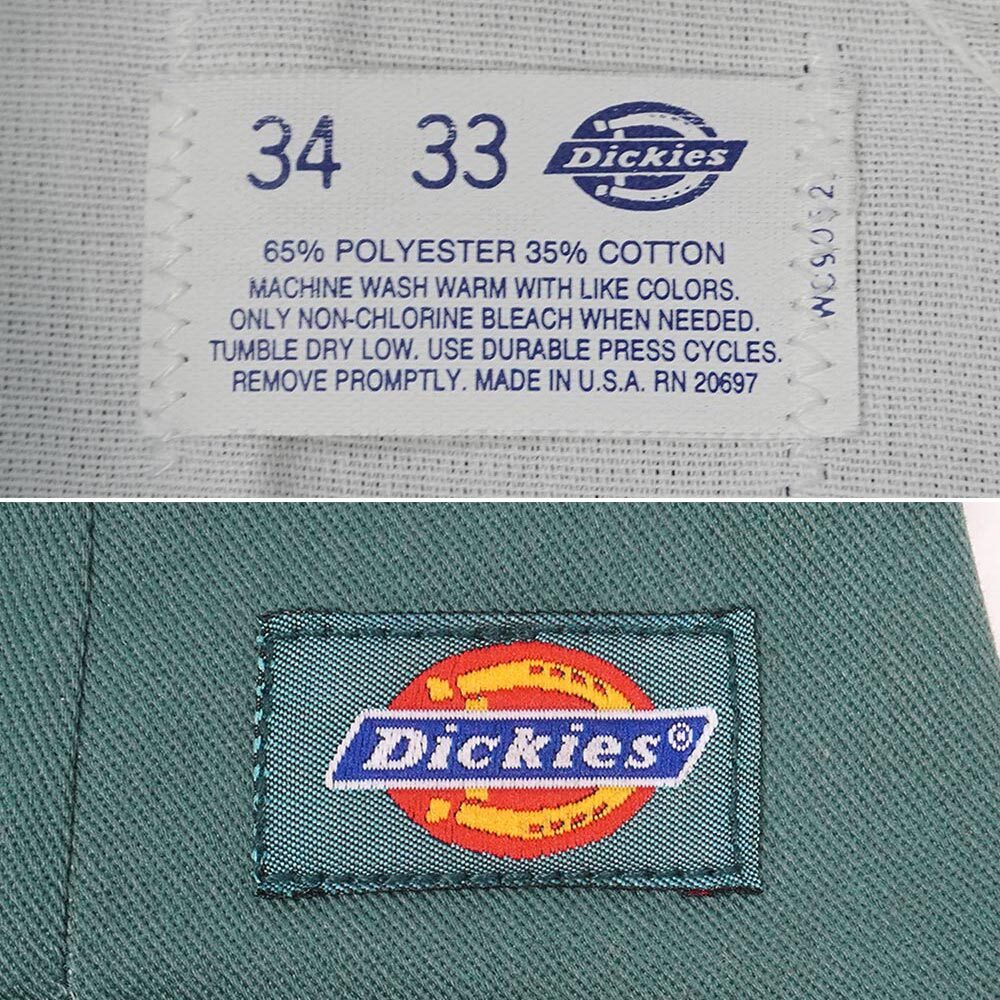 34 33 Dickies
65% POLYESTER 35% COTTON
MACHINE WASH WARM WITH LIKE COLORS.
ONLY NON-CHLORINE BLEACH WHEN NEEDED.
TUMBLE DRY LOW. USE DURABLE PRESS CYCLES.
REMOVE PROMPTLY. MADE IN U.S.A. RN 20697
Dickies®